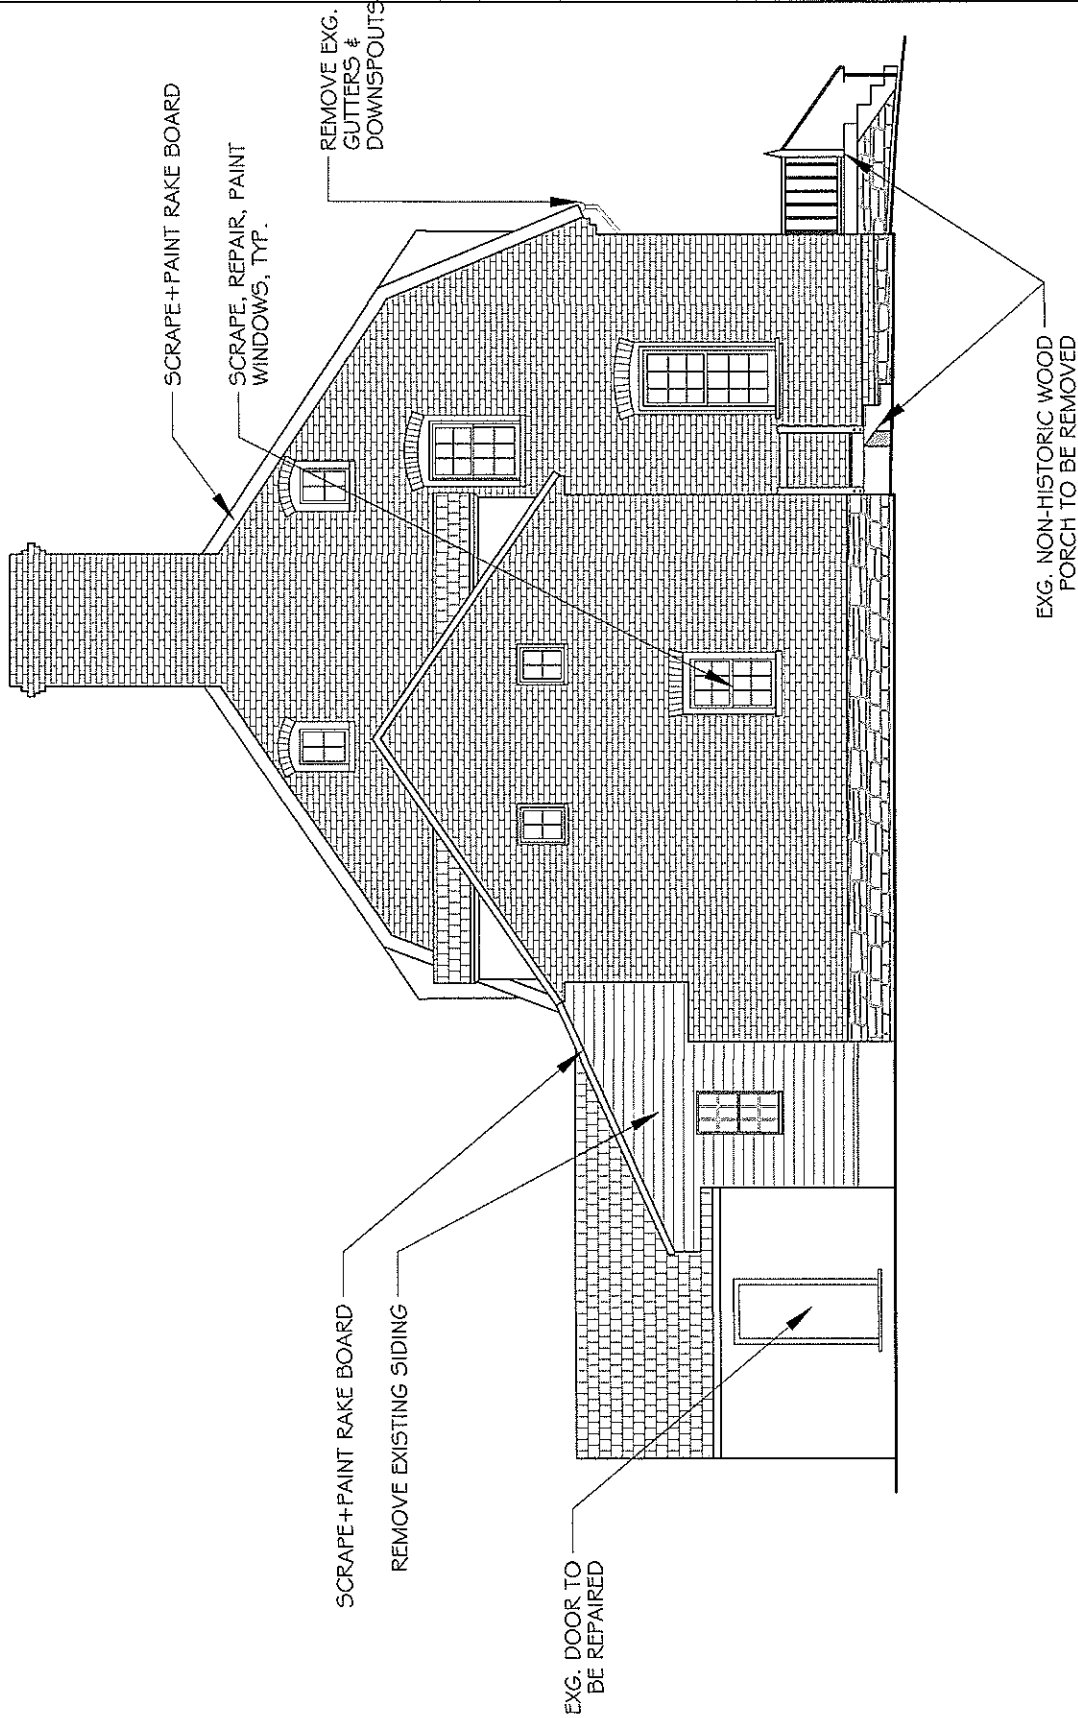 SCRAPE+PAINT RAKE BOARD
REMOVE EXISTING SIDING
EXG. DOOR TO
BE REPAIRED
SCRAPE+PAINT RAKE BOARD
SCRAPE, REPAIR, PAINT
WINDOWS, TYP.
REMOVE EXG.
GUTTERS &
DOWNSPOUTS
EXG. NON-HISTORIC WOOD
PORCH TO BE REMOVED